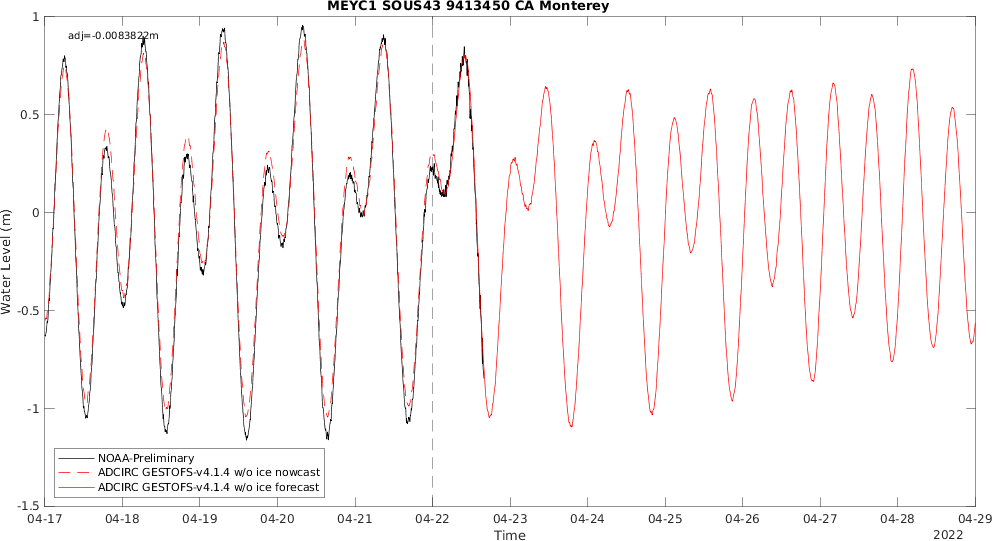 MEYC1 SOUS43 9413450 CA Monterey
adj=-0.0083822m
1
0.5
0
-0.5
-1
-1.5
Water Level (m)
NOAA-Preliminary
ADCIRC GESTOFS-v4.1.4 w/o ice nowcast
ADCIRC GESTOFS-v4.1.4 w/o ice forecast
04-17 04-18 04-19 04-20 04-21 04-22 04-23 04-24 04-25 04-26 04-27 04-28 04-29
Time
2022